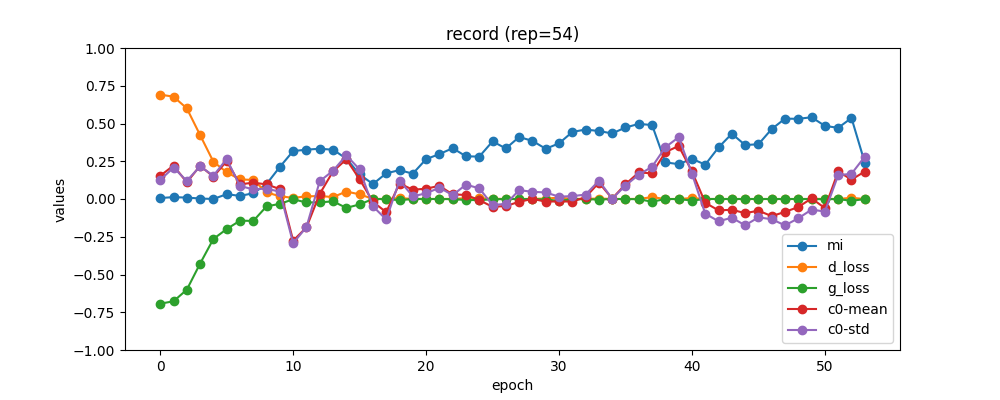 record (rep=54)
1.00
0.75
0.50
0.25
0.00
−0.25
−0.50
−0.75
−1.00
values
0 10 20 30 40 50
epoch
mi
d_loss
g_loss
c0-mean
c0-std